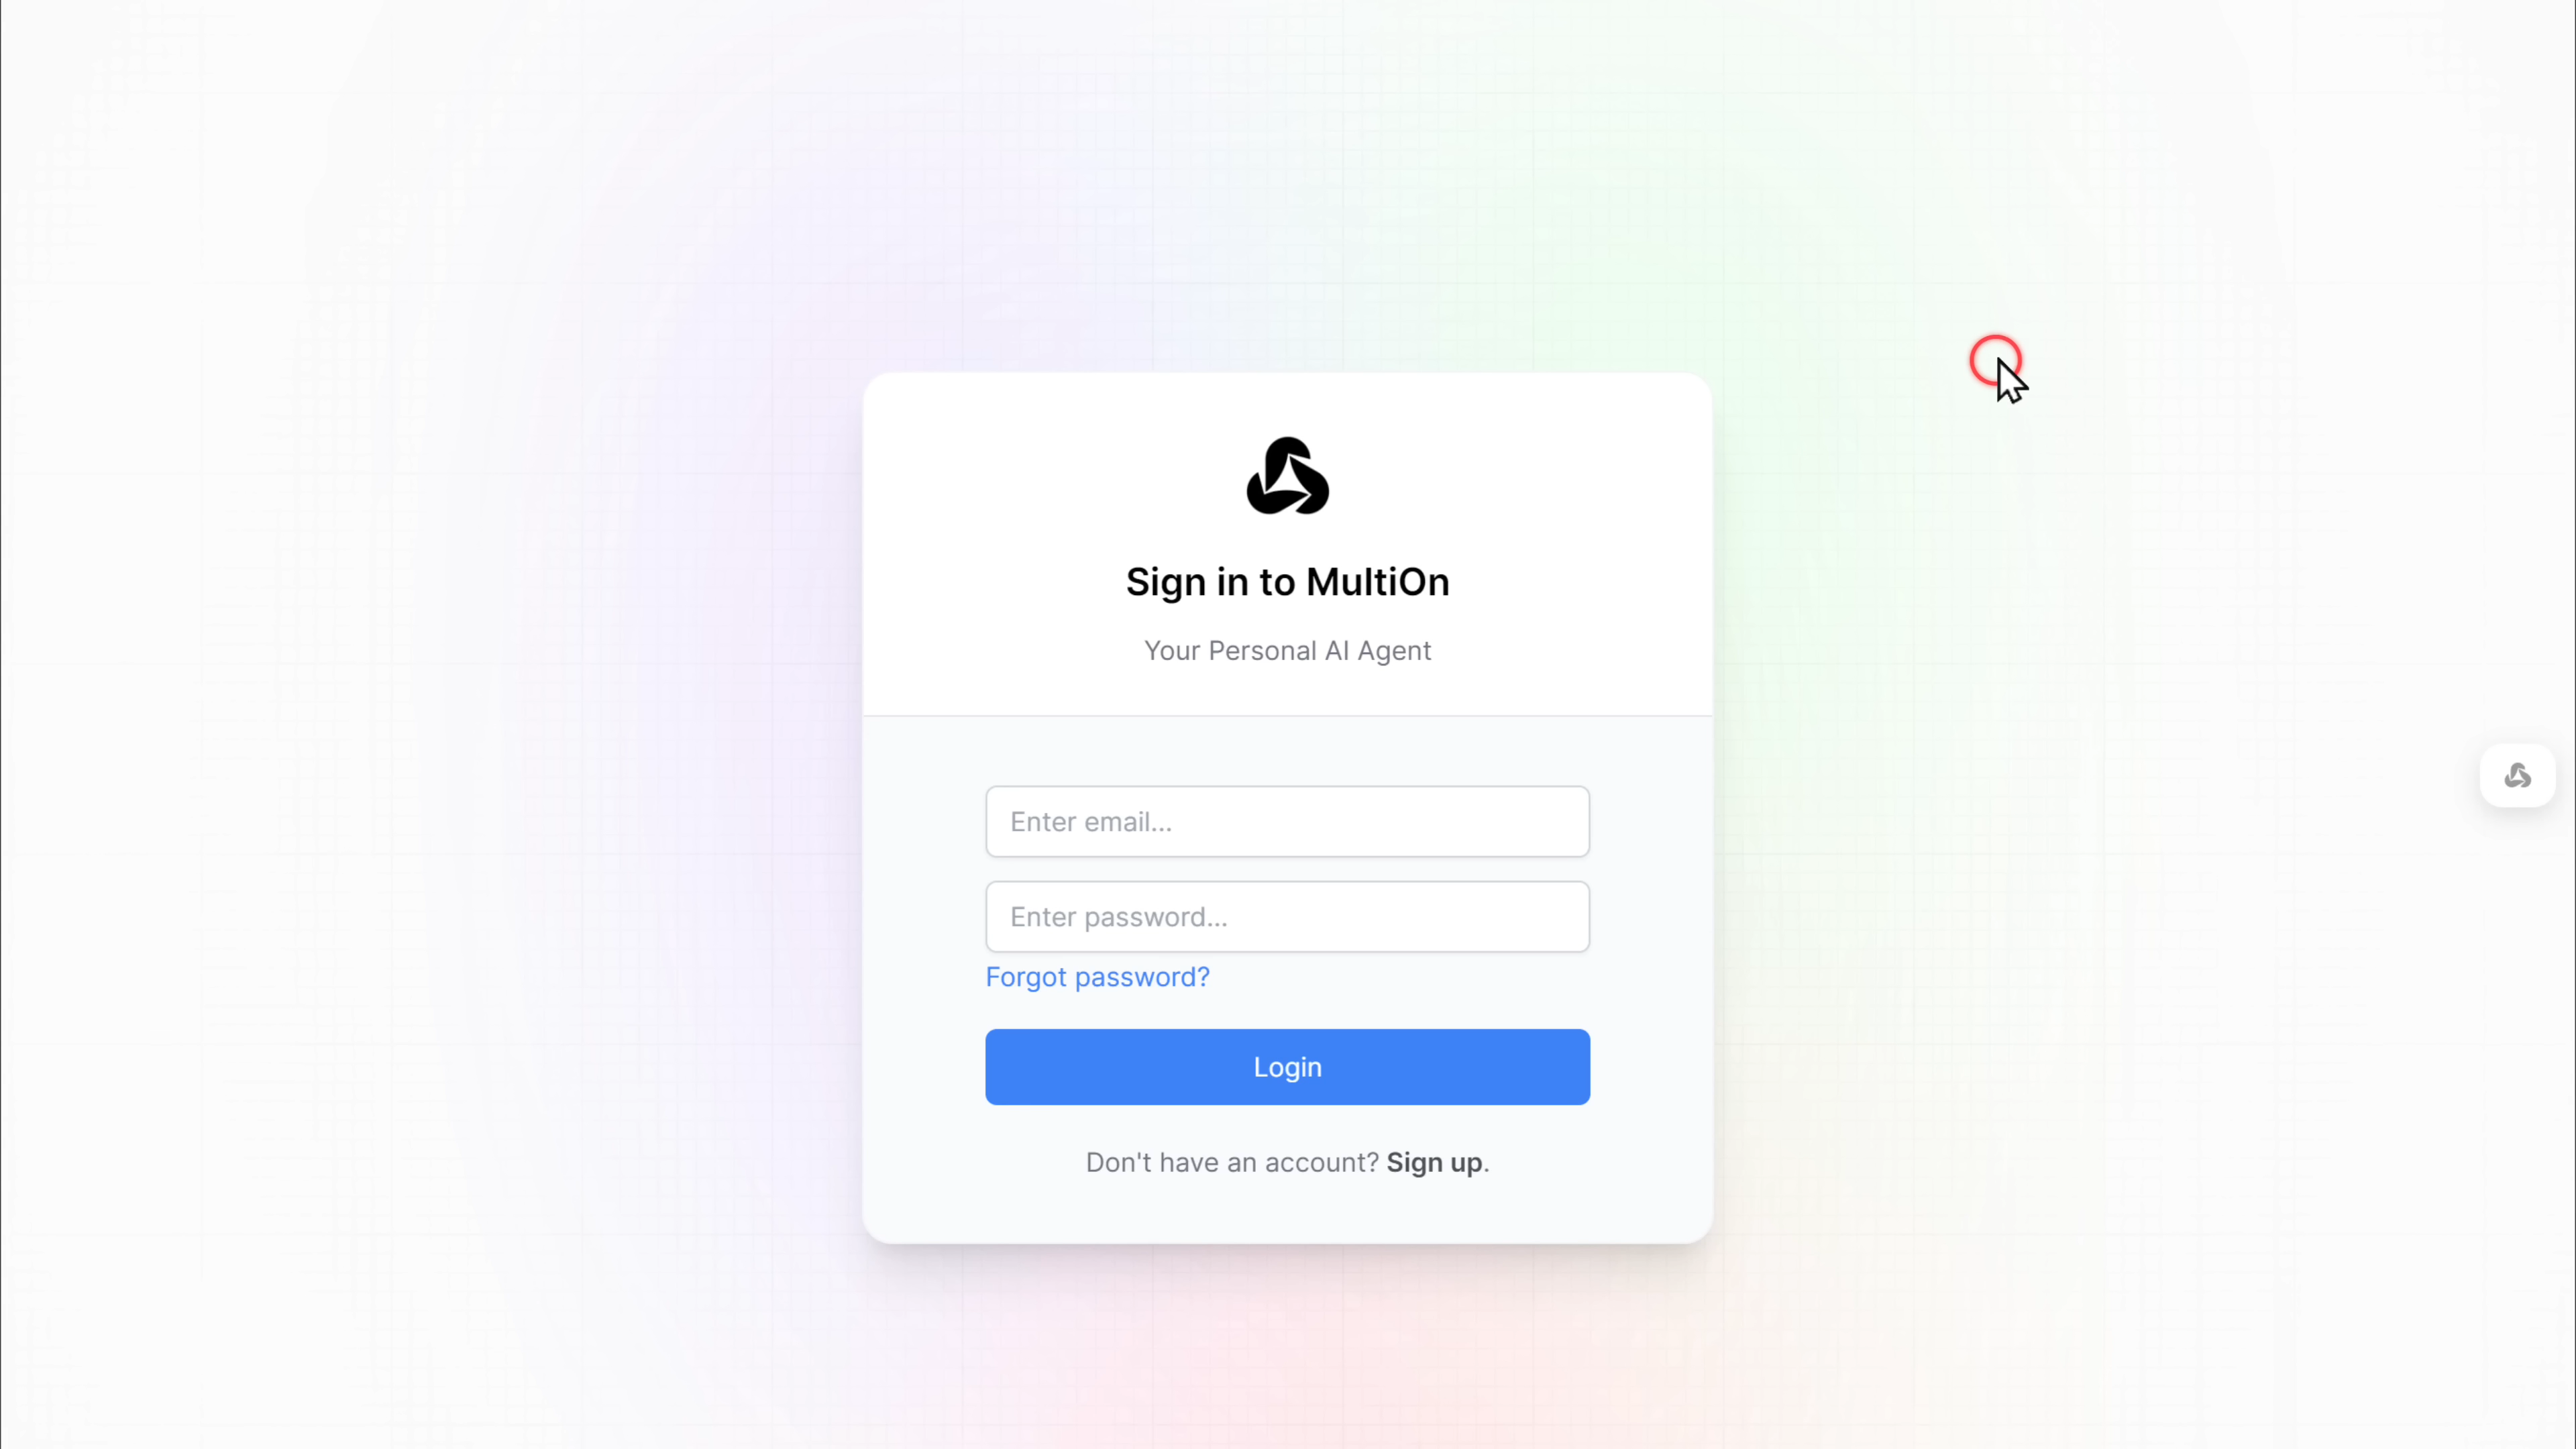 Sign in to MultiOn
Your Personal AI Agent
Enter email...
Enter password...
Forgot password?
Login
Don't have an account? Sign up.